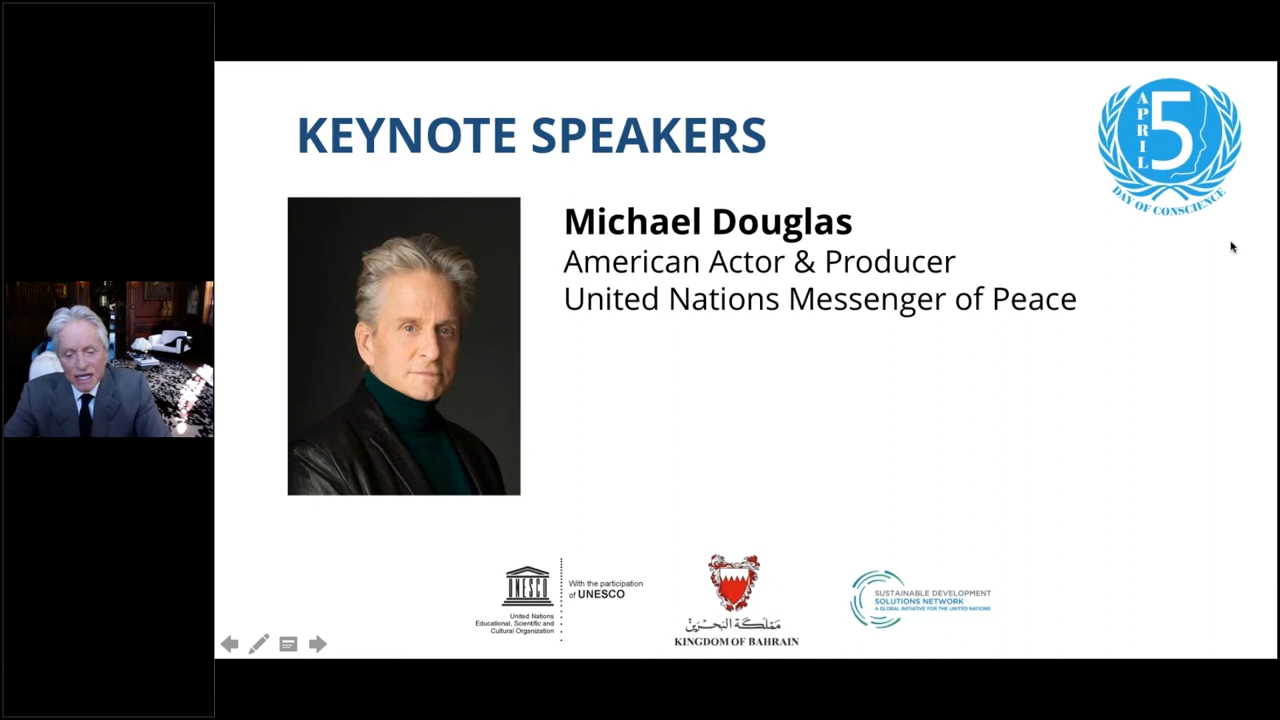 KEYNOTE SPEAKERS
APRIL
5
DAY OF CONSCIENCE
Michael Douglas
American Actor & Producer
United Nations Messenger of Peace
UNESCO
With the participation
of UNESCO
United Nations
Educational, Scientific and
Cultural Organization
مملكة البحرين
KINGDOM OF BAHRAIN
SUSTAINABLE DEVELOPMENT
SOLUTIONS NETWORK
A GLOBAL INITIATIVE FOR THE UNITED NATIONS